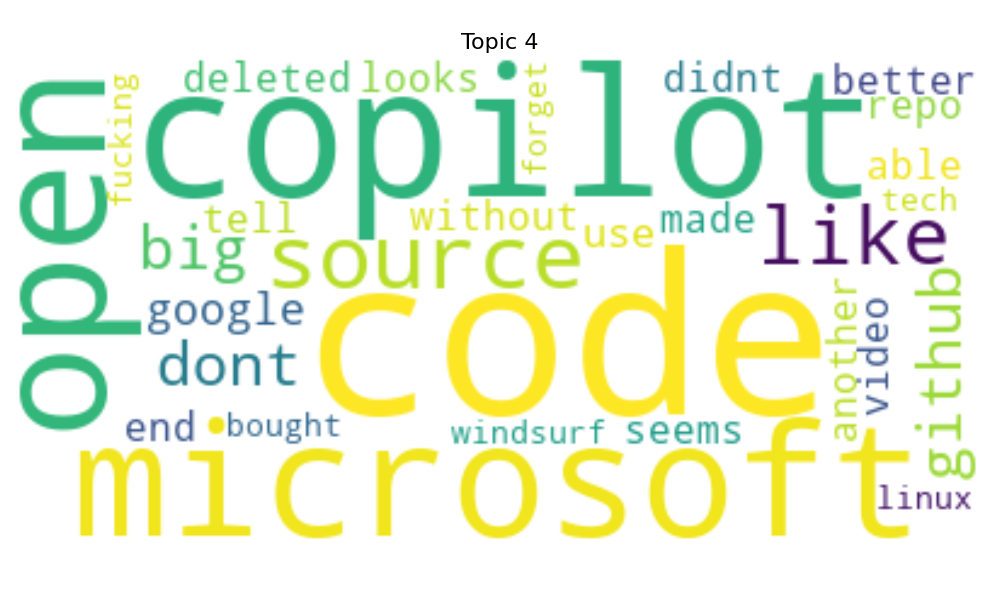 Topic 4
fucking
deleted
looks
forget
didnt
better
open
copilot
repo
able
tech
tell
without
use
made
like
big
source
google
code
another
video
github
dont
end
bought
windsurf
seems
microsoft
linux